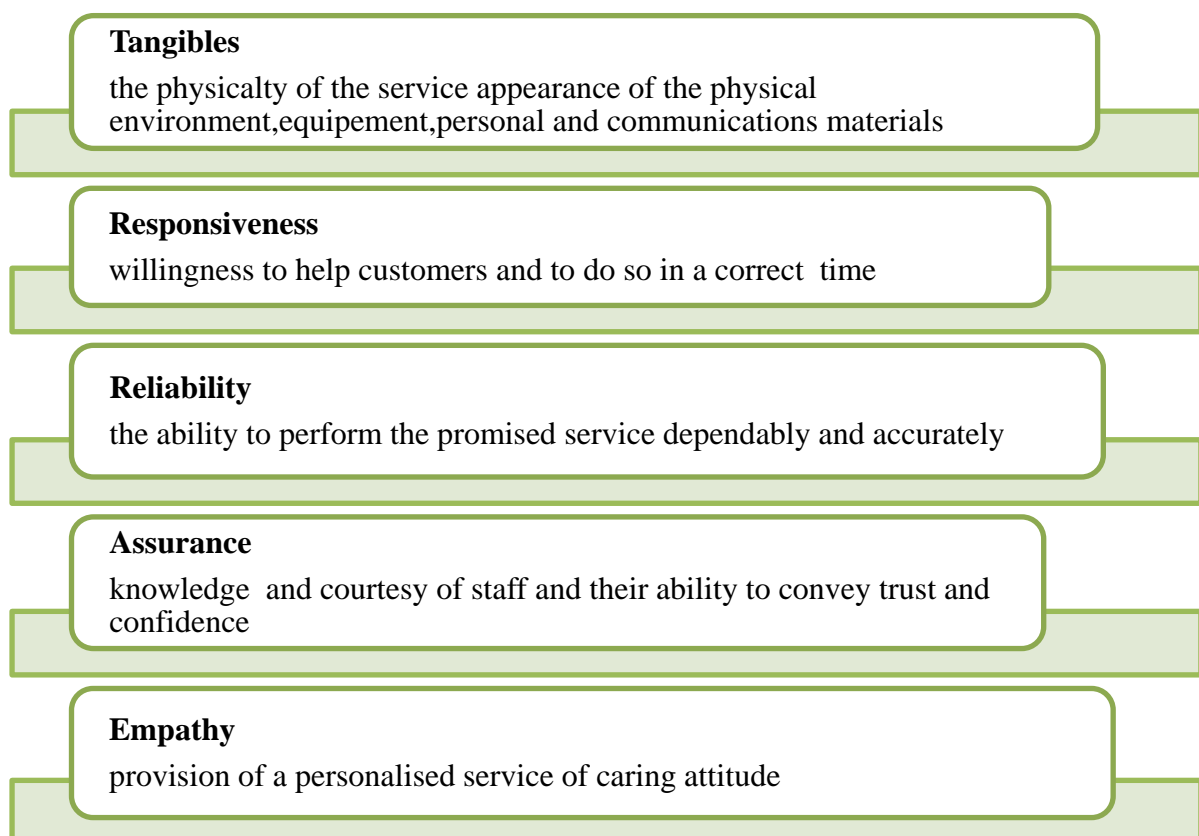 Tangibles
the physicalty of the service appearance of the physical
environment,equipement,personal and communications materials
Responsiveness
willingness to help customers and to do so in a correct  time
Reliability
the ability to perform the promised service dependably and accurately
Assurance
knowledge  and courtesy of staff and their ability to convey trust and
confidence
Empathy
provision of a personalised service of caring attitude